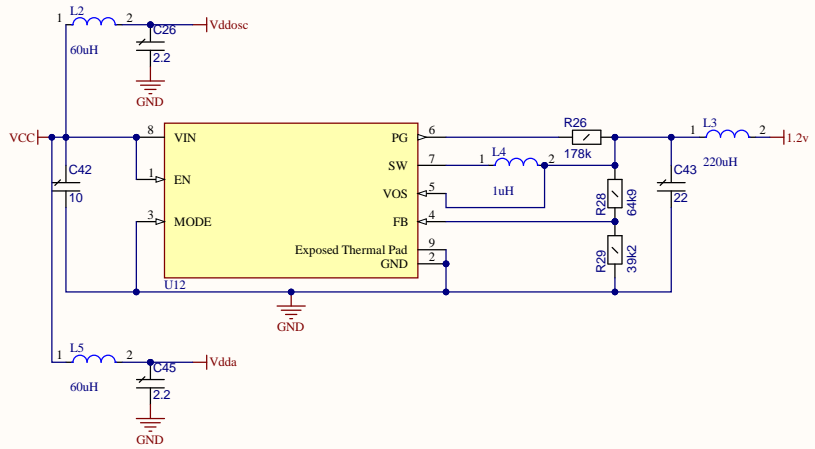 1
L2
2
Vddosc
60uH
C26
2.2
GND
VCC
8
VIN
PG
6
R26
178k
1
L3
2
1.2v
220uH
C42
10
1
EN
SW
7
1
L4
2
1uH
VOS
5
R28
64k9
C43
22
3
MODE
FB
4
R29
39k2
Exposed Thermal Pad
9
GND
2
U12
GND
1
L5
2
Vdda
60uH
C45
2.2
GND